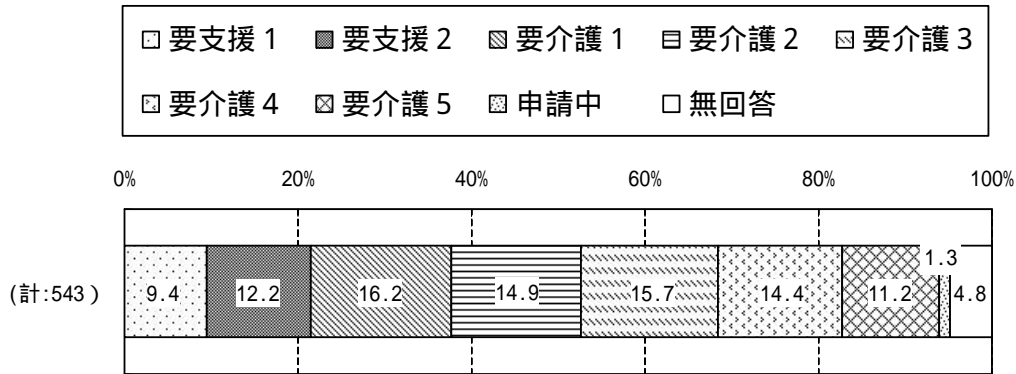 要支援1 要支援2 要介護1 要介護2 要介護3
要介護4 要介護5 申請中 無回答
0% 20% 40% 60% 80% 100%
(計:543) 9.4 12.2 16.2 14.9 15.7 14.4 11.2 1.3 4.8